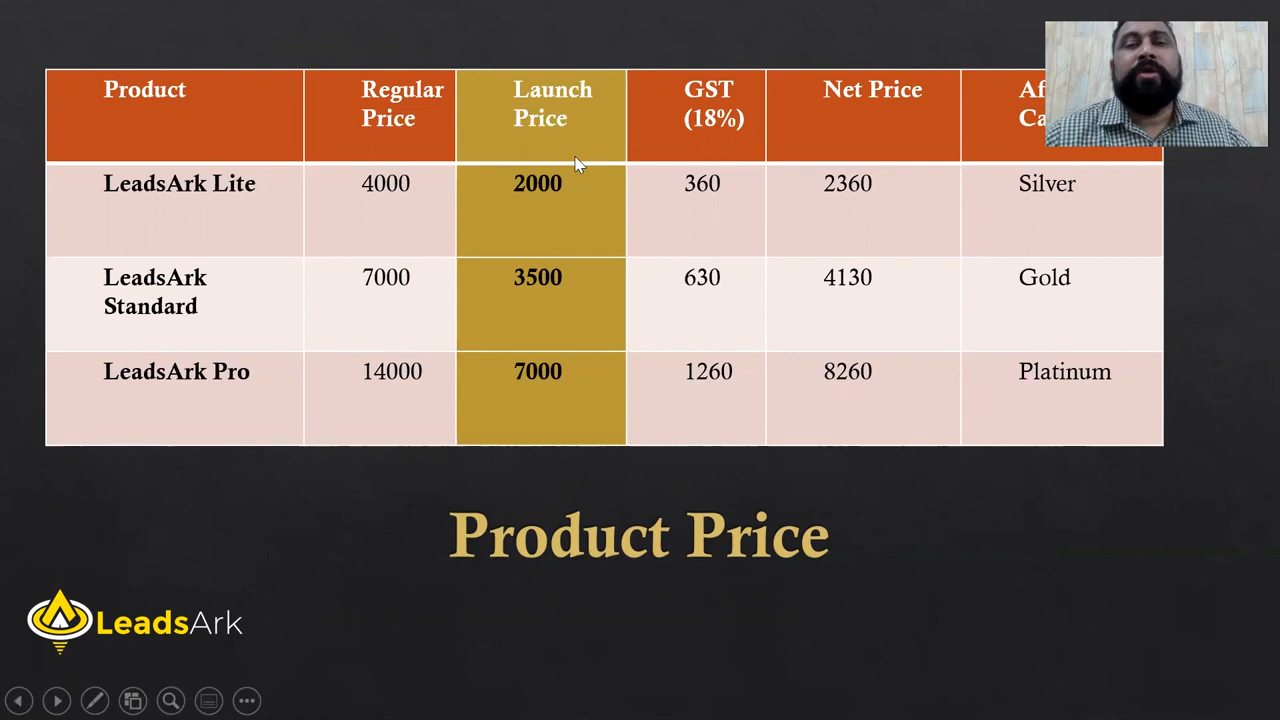 Product
Regular
Price
Launch
Price
GST
(18%)
Net Price
LeadsArk Lite
4000
2000
360
2360
Silver
LeadsArk
Standard
7000
3500
630
4130
Gold
LeadsArk Pro
14000
7000
1260
8260
Platinum
Product Price
LeadsArk